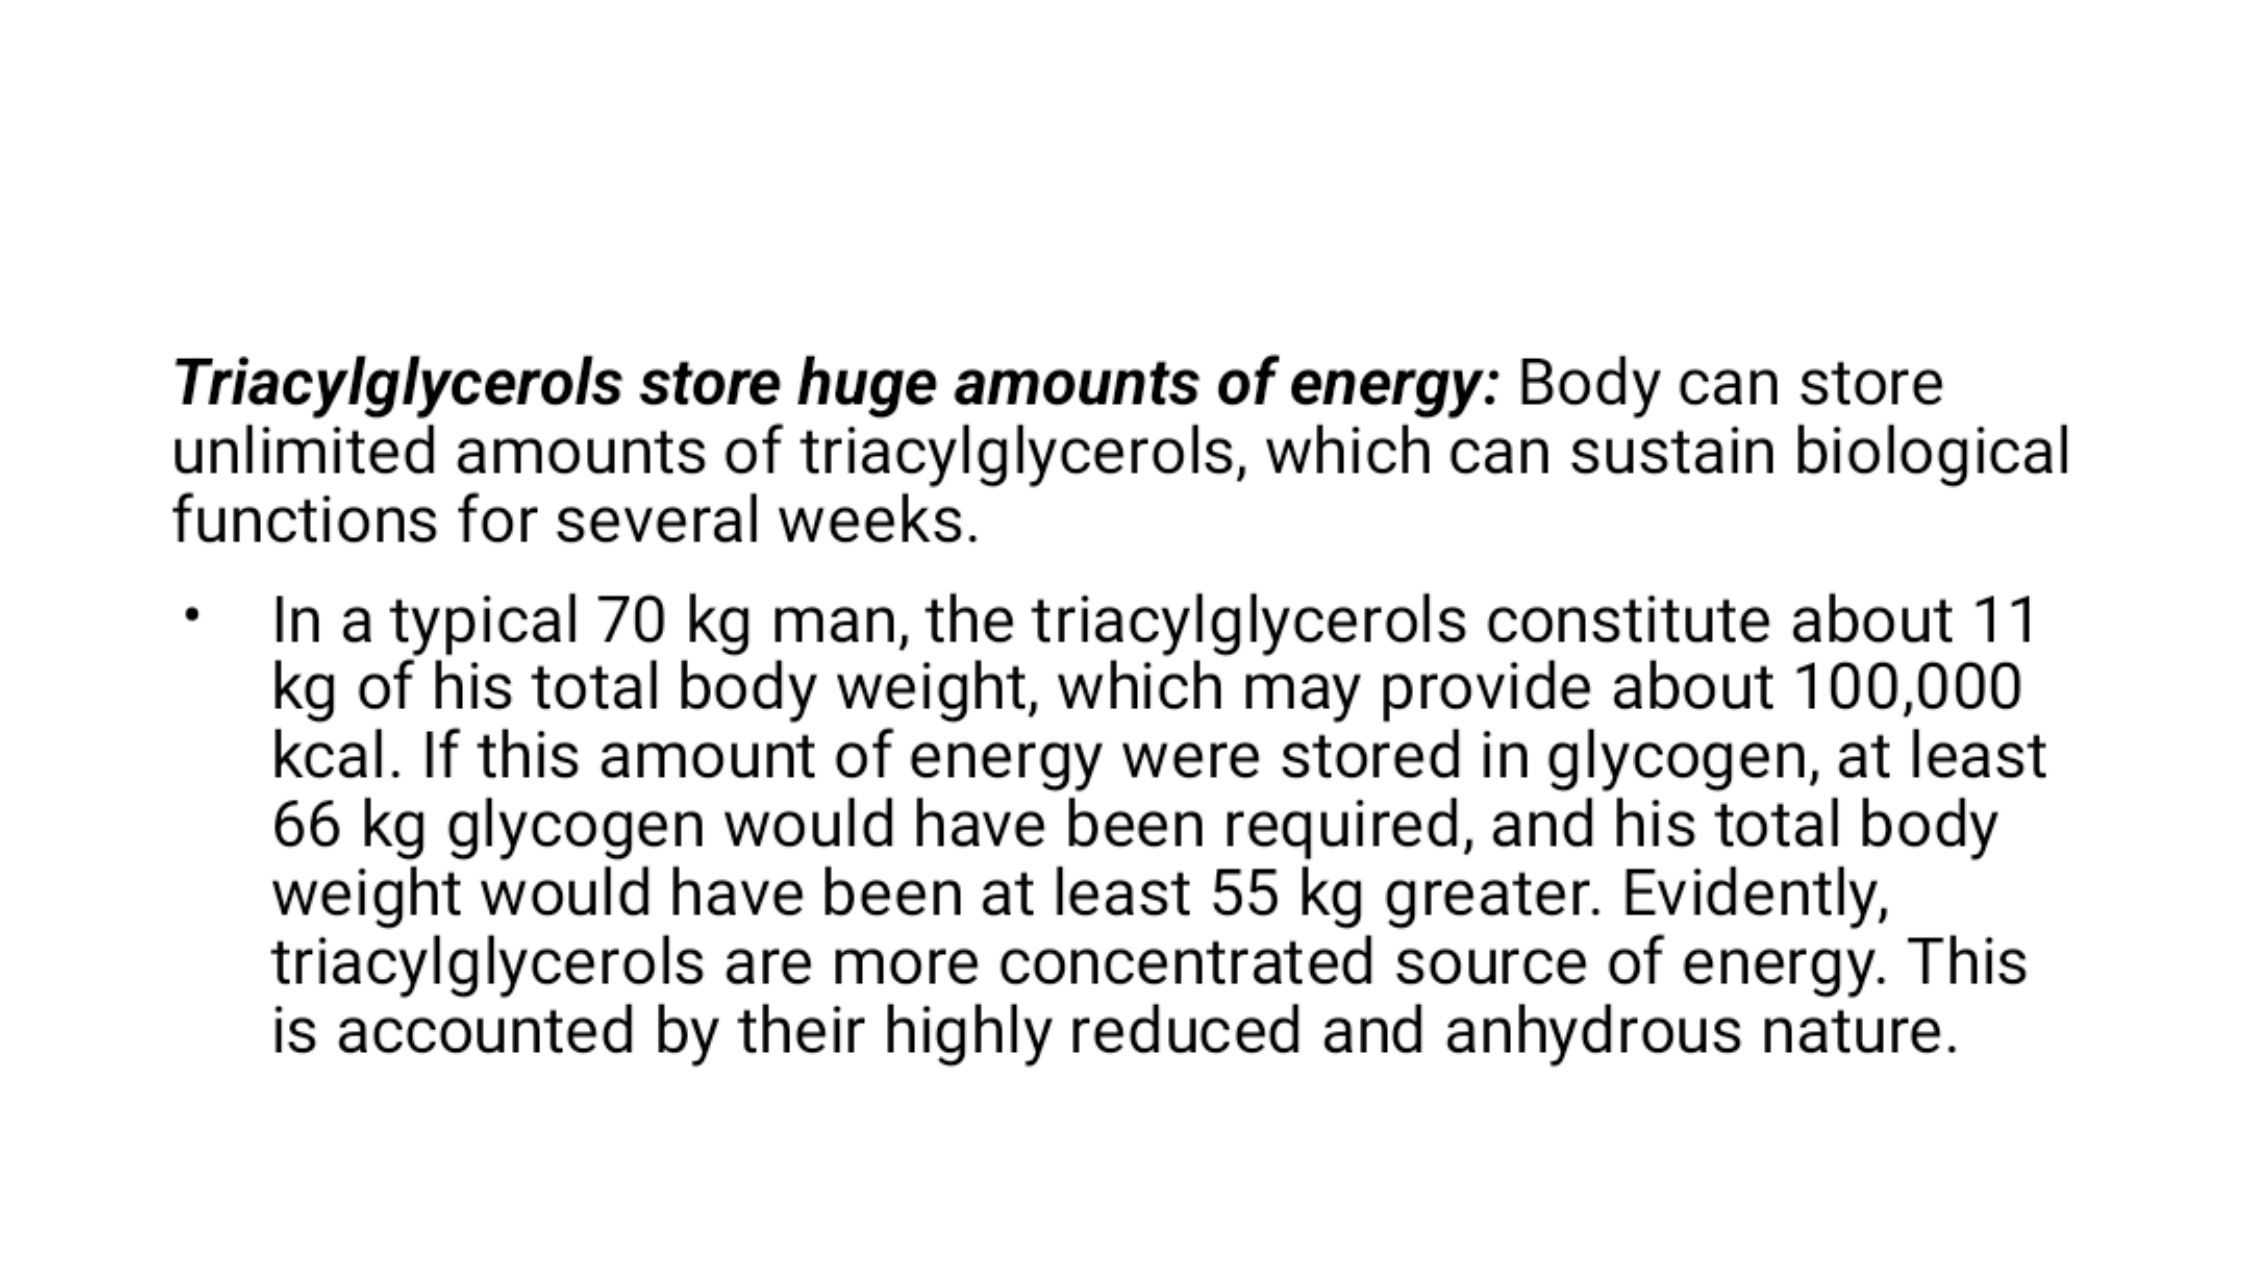 Triacylglycerols store huge amounts of energy: Body can store
unlimited amounts of triacylglycerols, which can sustain biological
functions for several weeks.
• In a typical 70 kg man, the triacylglycerols constitute about 11
kg of his total body weight, which may provide about 100,000
kcal. If this amount of energy were stored in glycogen, at least
66 kg glycogen would have been required, and his total body
weight would have been at least 55 kg greater. Evidently,
triacylglycerols are more concentrated source of energy. This
is accounted by their highly reduced and anhydrous nature.